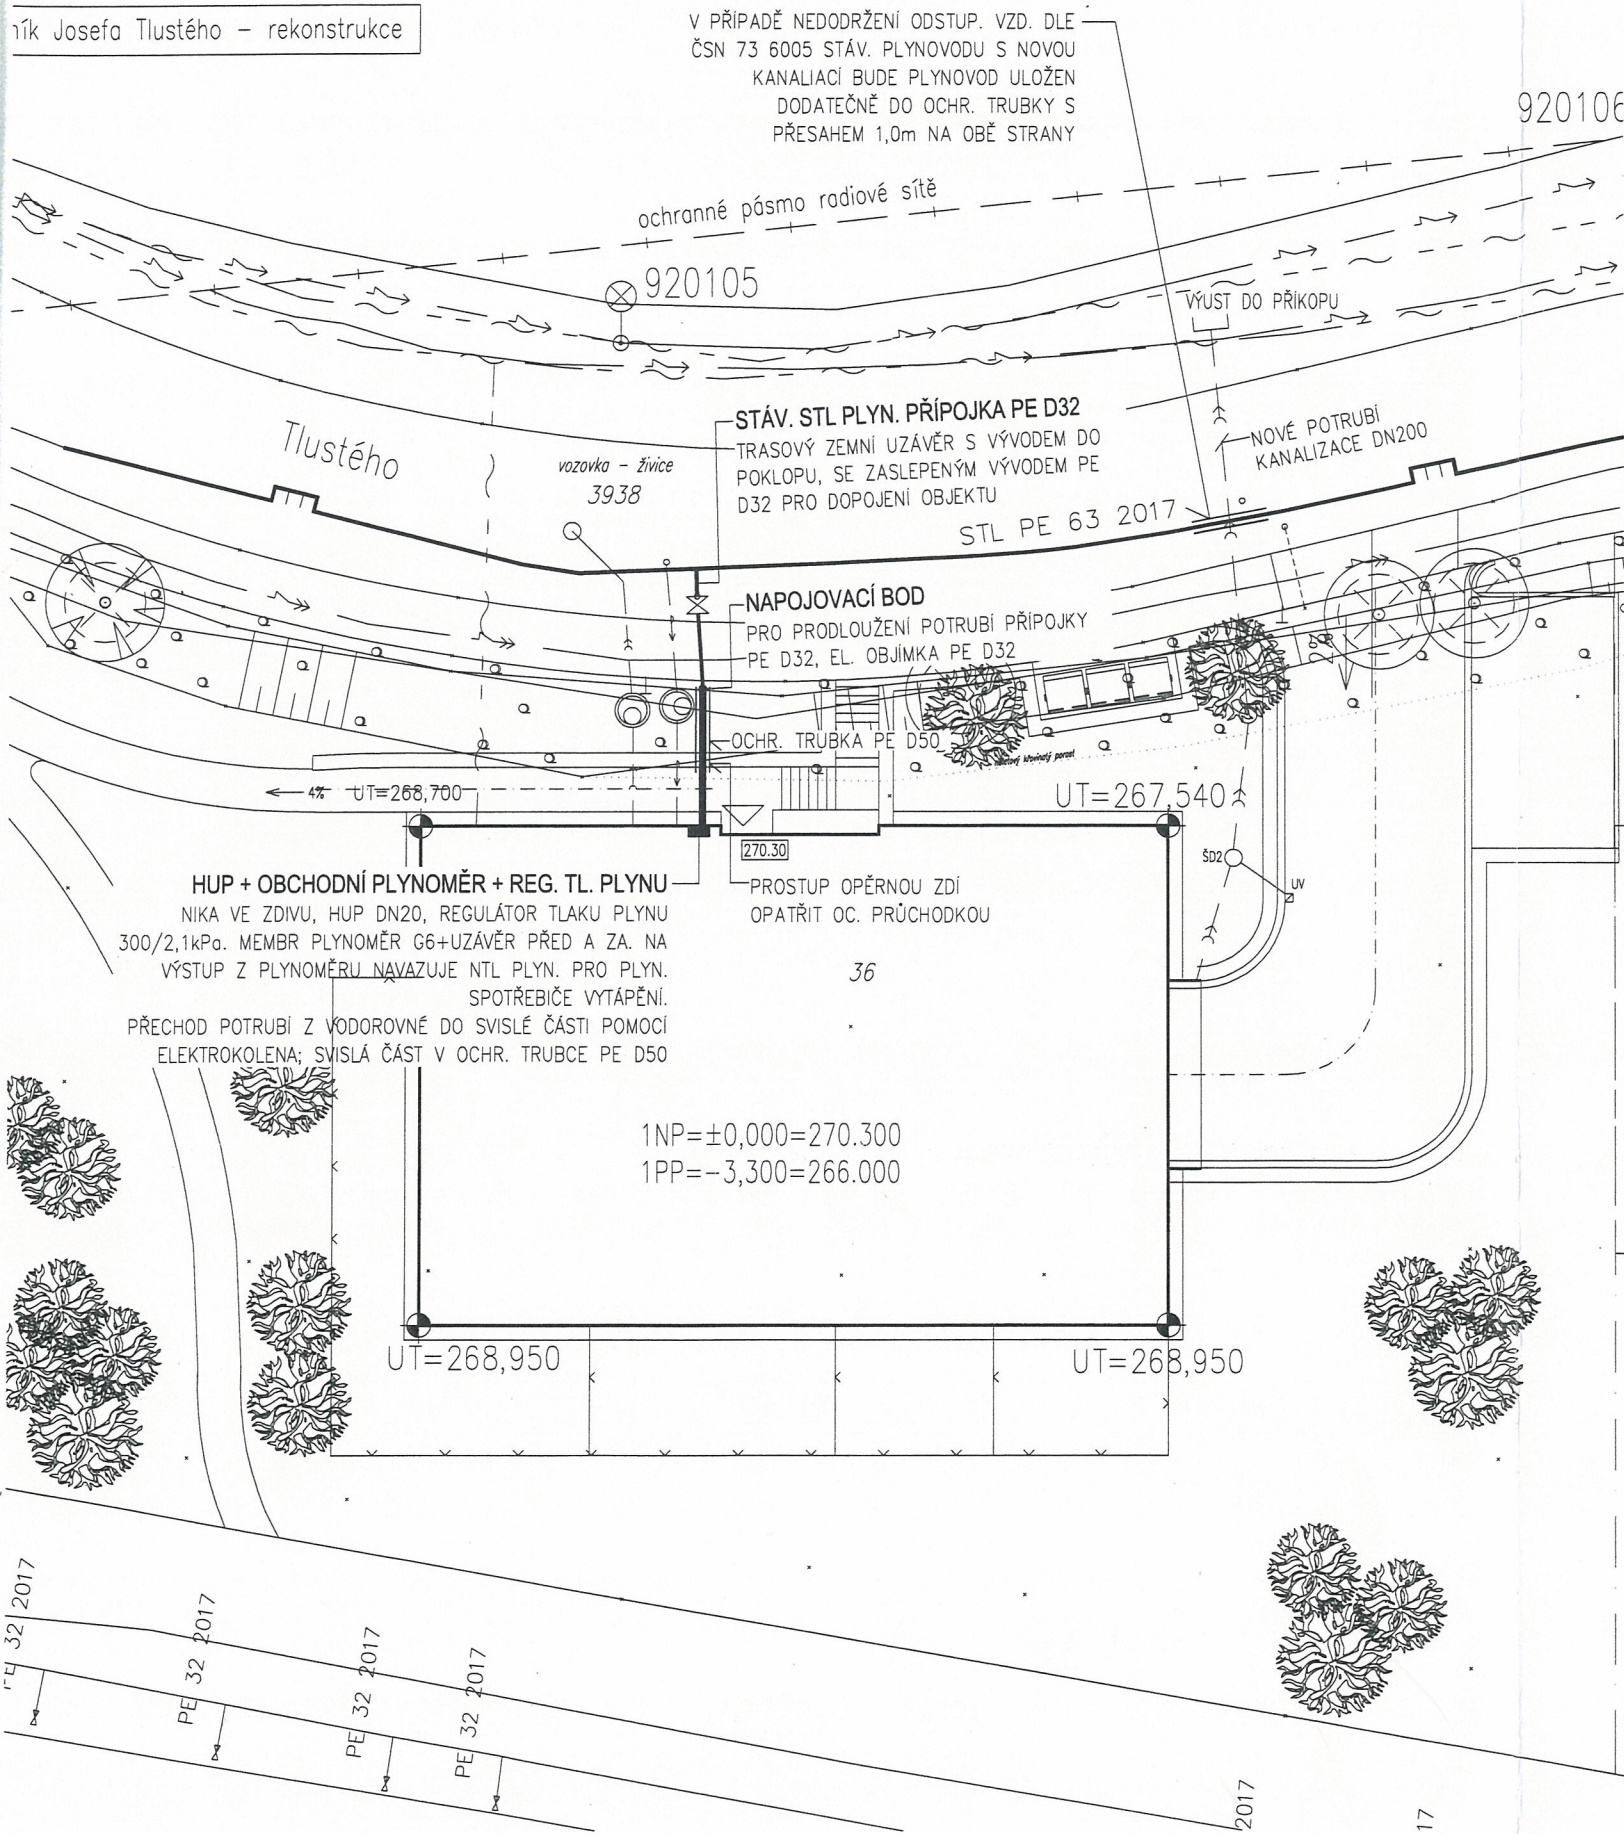 ník Josefa Tlustého – rekonstrukce
V PŘÍPADĚ NEDODRŽENÍ ODSTUP. VZD. DLE
ČSN 73 6005 STÁV. PLYNOVODU S NOVOU
KANALIACÍ BUDE PLYNOVOD ULOŽEN
DODATEČNĚ DO OCHR. TRUBKY S
PŘESAHEM 1,0m NA OBĚ STRANY
920106
ochranné pásmo radiové sítě
920105
VÝUST DO PŘÍKOPU
STÁV. STL PLYN. PŘÍPOJKA PE D32
TRASOVÝ ZEMNÍ UZÁVĚR S VÝVODEM DO
POKLOPU, SE ZASLEPENÝM VÝVODEM PE
D32 PRO DOPOJENÍ OBJEKTU
Tlustého
vozovka – živice
3938
NOVÉ POTRUBÍ
KANALIZACE DN200
STL PE 63 2017
NAPOJOVACÍ BOD
PRO PRODLOUŽENÍ POTRUBÍ PŘÍPOJKY
PE D32, EL. OBJÍMKA PE D32
OCHR. TRUBKA PE D50
4%
UT=268,700
UT=267,540
270.30
ŠD2
UV
HUP + OBCHODNÍ PLYNOMĚR + REG. TL. PLYNU
NIKA VE ZDIVU, HUP DN20, REGULÁTOR TLAKU PLYNU
300/2,1kPa. MEMBR PLYNOMĚR G6+UZÁVĚR PŘED A ZA. NA
VÝSTUP Z PLYNOMĚRU NAVAZUJE NTL PLYN. PRO PLYN.
SPOTŘEBIČE VYTÁPĚNÍ.
PŘECHOD POTRUBÍ Z VODOROVNÉ DO SVISLÉ ČÁSTI POMOCÍ
ELEKTROKOLENA; SVISLÁ ČÁST V OCHR. TRUBCE PE D50
PROSTUP OPĚRNOU ZDÍ
OPATŘIT OC. PRŮCHODKOU
36
1NP=±0,000=270.300
1PP=−3,300=266.000
UT=268,950
UT=268,950
PE 32 2017
PE 32 2017
PE 32 2017
PE 32 2017
2017
17